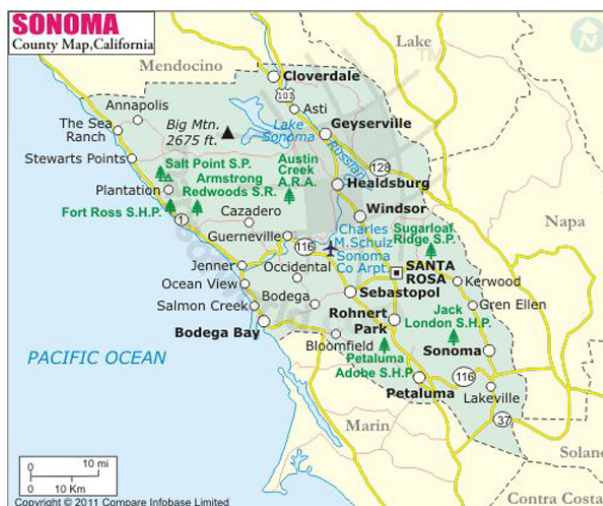 SONOMA
County Map,California
Lake
Mendocino
Cloverdale
101
Asti
Annapolis
Big Mtn.
2675 ft.
Lake
Sonoma
Geyserville
The Sea
Ranch
Russian
Stewarts Points
128
Salt Point S.P.
Austin
Creek
A.R.A.
Healdsburg
Plantation
Armstrong
Redwoods S.R.
Fort Ross S.H.P.
1
Cazadero
Windsor
Napa
Guerneville
116
Charles
M.Schulz
Sonoma
Co Arpt.
Sugarloaf
Ridge S.P.
Jenner
Occidental
SANTA
ROSA
Kerwood
Ocean View
Sebastopol
Gren Ellen
Salmon Creek
Bodega
Rohnert
Park
Jack
London S.H.P.
Bodega Bay
Bloomfield
Sonoma
PACIFIC OCEAN
Petaluma
Adobe S.H.P.
116
Petaluma
Lakeville
37
Marin
Solano
0 10 mi
0 10 Km
Contra Costa
Copyright © 2011 Compare Infobase Limited